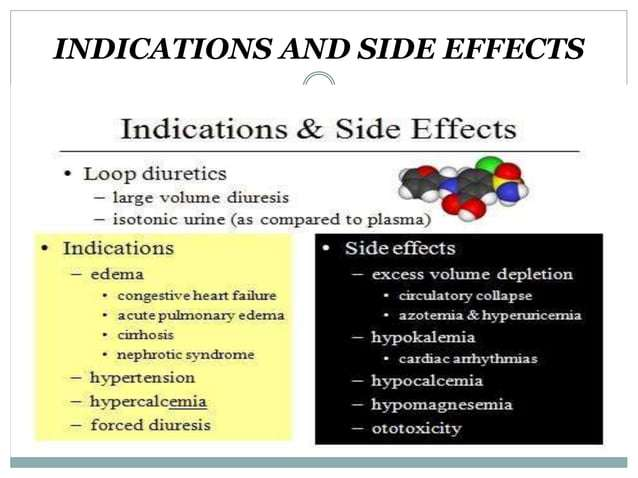 INDICATIONS AND SIDE EFFECTS
Indications & Side Effects
• Loop diuretics
– large volume diuresis
– isotonic urine (as compared to plasma)
• Indications
– edema
• congestive heart failure
• acute pulmonary edema
• cirrhosis
• nephrotic syndrome
– hypertension
– hypercalcemia
– forced diuresis
• Side effects
– excess volume depletion
• circulatory collapse
• azotemia & hyperuricemia
– hypokalemia
• cardiac arrhythmias
– hypocalcemia
– hypomagnesemia
– ototoxicity